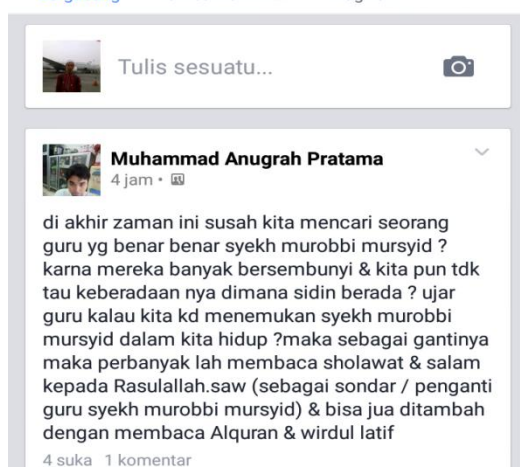 Tulis sesuatu...
Muhammad Anugrah Pratama
4 jam •
di akhir zaman ini susah kita mencari seorang
guru yg benar benar syekh murobbi mursyid ?
karna mereka banyak bersembunyi & kita pun tdk
tau keberadaan nya dimana sidin berada ? ujar
guru kalau kita kd menemukan syekh murobbi
mursyid dalam kita hidup ?maka sebagai gantinya
maka perbanyak lah membaca sholawat & salam
kepada Rasulallah.saw (sebagai sondar / penganti
guru syekh murobbi mursyid) & bisa jua ditambah
dengan membaca Alquran & wirdul latif
4 suka 1 komentar